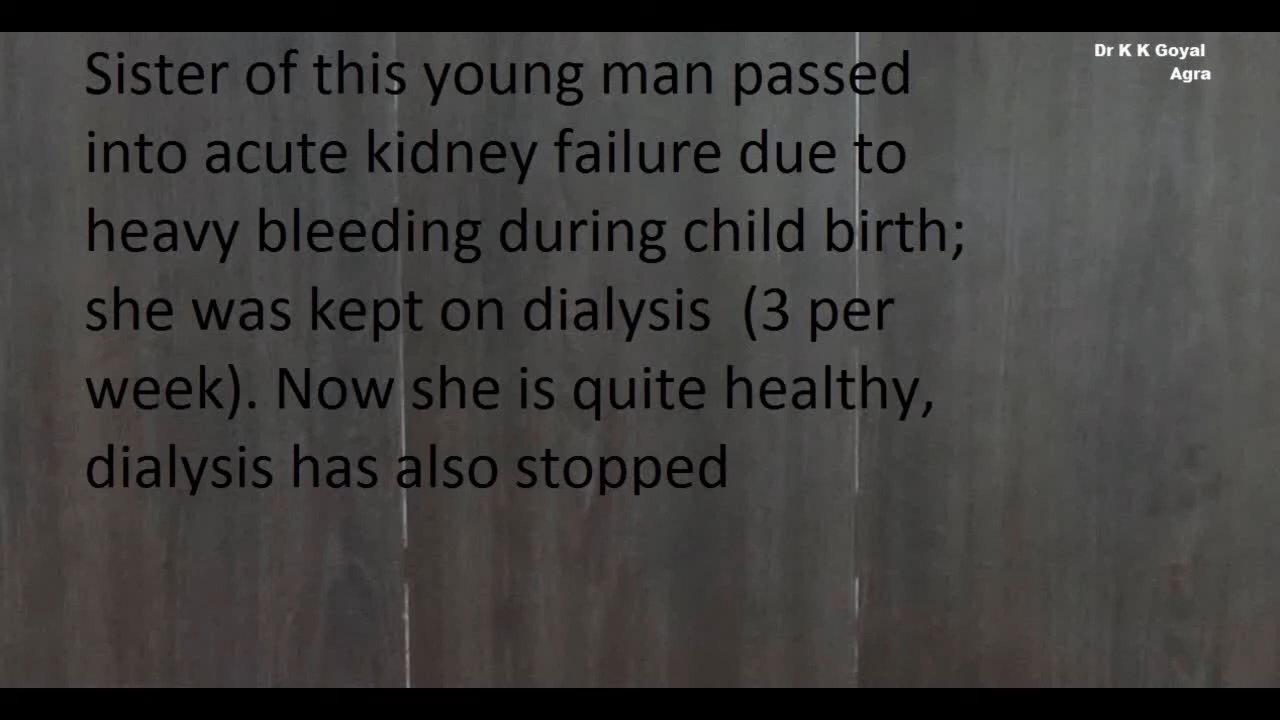 Dr K K Goyal
Agra
Sister of this young man passed
into acute kidney failure due to
heavy bleeding during child birth;
she was kept on dialysis (3 per
week). Now she is quite healthy,
dialysis has also stopped